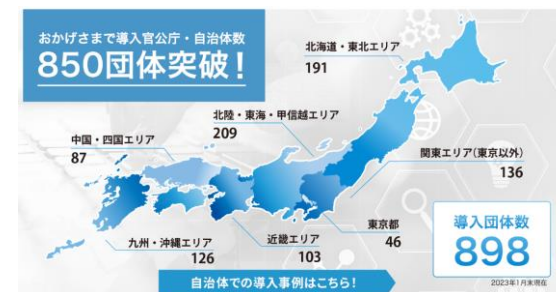 おかげさまで導入官公庁・自治体数
850団体突破！
北海道・東北エリア
191
北陸・東海・甲信越エリア
209
中国・四国エリア
87
関東エリア（東京以外）
136
東京都
46
近畿エリア
103
九州・沖縄エリア
126
導入団体数
898
2023年1月末現在
自治体での導入事例はこちら！